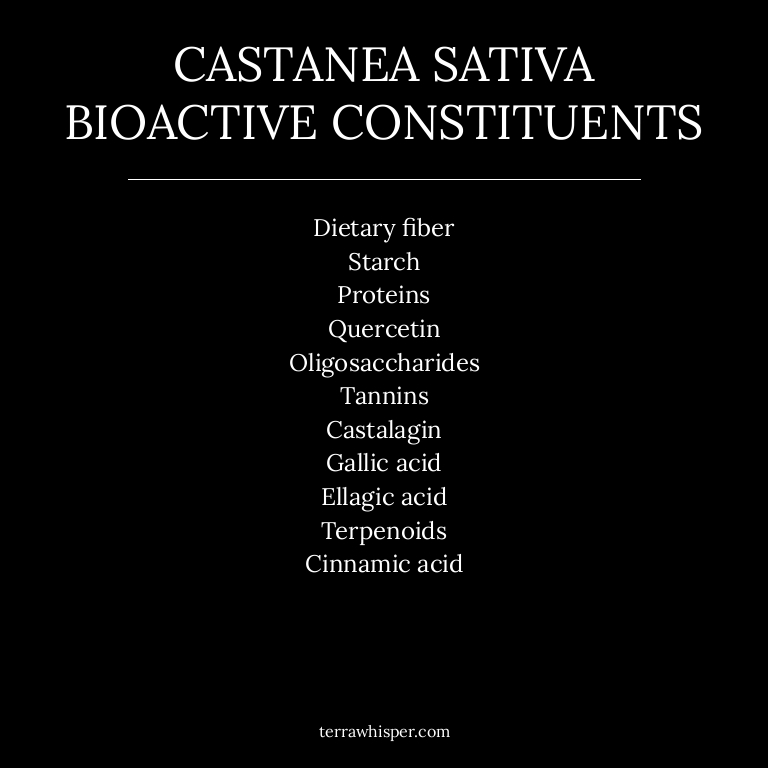 CASTANEA SATIVA
BIOACTIVE CONSTITUENTS
Dietary fiber
Starch
Proteins
Quercetin
Oligosaccharides
Tannins
Castalagin
Gallic acid
Ellagic acid
Terpenoids
Cinnamic acid
terrawhisper.com